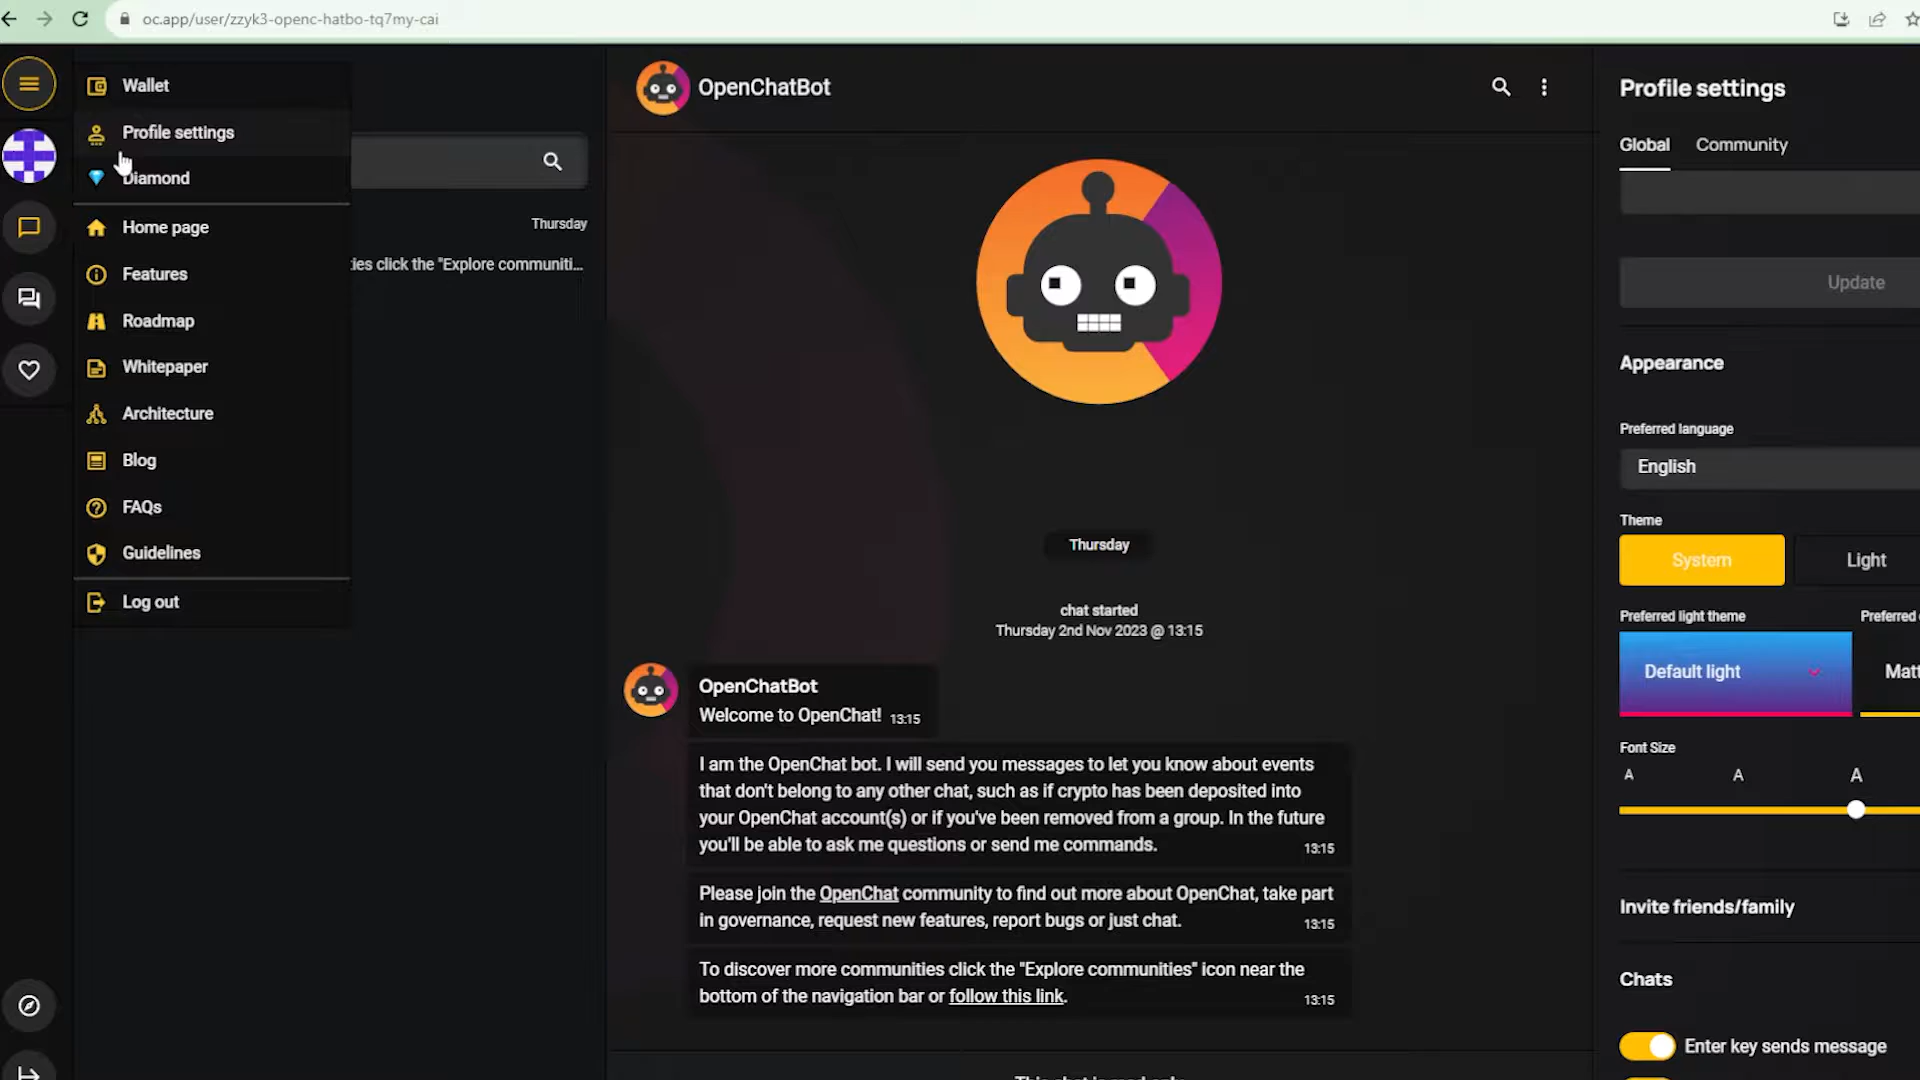 oc.app/user/zzyk3-openc-hatbo-tq7my-cai
Wallet
Profile settings
Diamond
Home page
Features
Roadmap
Whitepaper
Architecture
Blog
FAQs
Guidelines
Log out
Thursday
ies click the "Explore communiti...
OpenChatBot
Thursday
chat started
Thursday 2nd Nov 2023 @ 13:15
OpenChatBot
Welcome to OpenChat! 13:15
I am the OpenChat bot. I will send you messages to let you know about events
that don't belong to any other chat, such as if crypto has been deposited into
your OpenChat account(s) or if you've been removed from a group. In the future
you'll be able to ask me questions or send me commands. 13:15
Please join the OpenChat community to find out more about OpenChat, take part
in governance, request new features, report bugs or just chat. 13:15
To discover more communities click the "Explore communities" icon near the
bottom of the navigation bar or follow this link. 13:15
Profile settings
Global Community
Update
Appearance
Preferred language
English
Theme
System Light
Preferred light theme Preferred
Default light Matt
Font Size
A A A
Invite friends/family
Chats
Enter key sends message